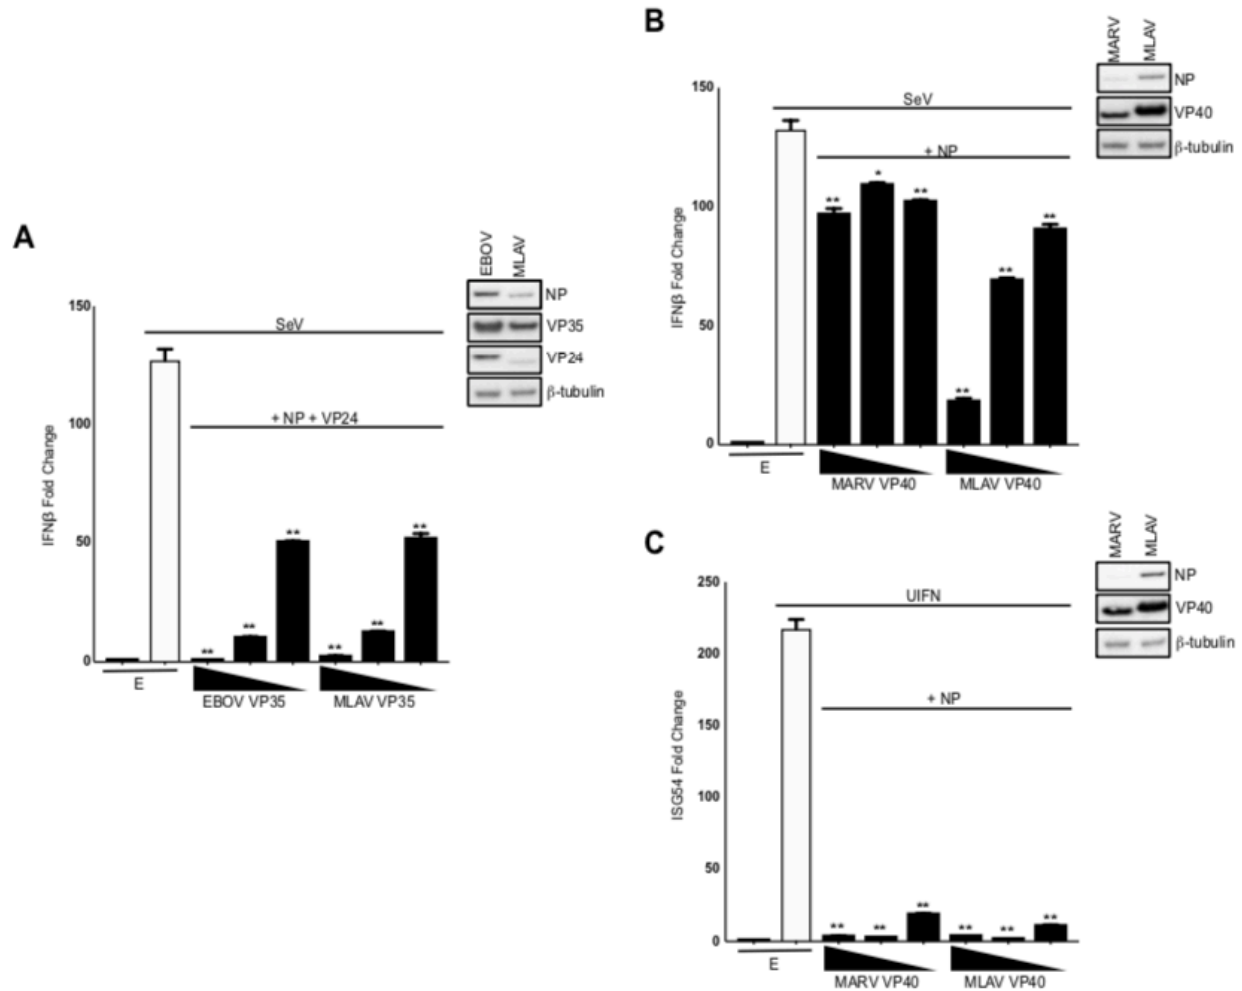 A
EBOV
MLAV
NP
VP35
VP24
β-tubulin
150
100
50
0
IFNβ Fold Change
SeV
+ NP + VP24
** ** ** ** ** **
E
EBOV VP35
MLAV VP35
B
MARV
MLAV
NP
VP40
β-tubulin
150
100
50
0
IFNβ Fold Change
SeV
+ NP
** * ** ** ** **
E
MARV VP40
MLAV VP40
C
MARV
MLAV
NP
VP40
β-tubulin
250
200
150
100
50
0
ISG54 Fold Change
UIFN
+ NP
** ** ** ** ** **
E
MARV VP40
MLAV VP40